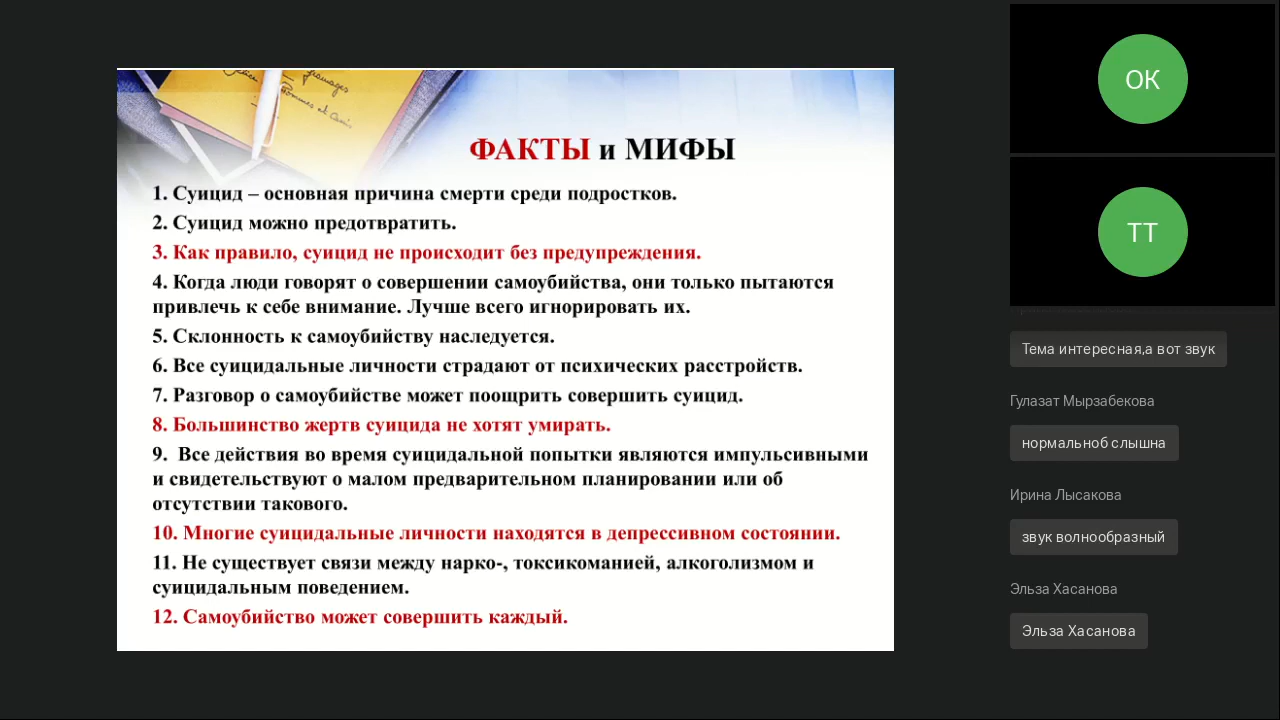 ФАКТЫ и МИФЫ
1. Суицид – основная причина смерти среди подростков.
2. Суицид можно предотвратить.
3. Как правило, суицид не происходит без предупреждения.
4. Когда люди говорят о совершении самоубийства, они только пытаются
привлечь к себе внимание. Лучше всего игнорировать их.
5. Склонность к самоубийству наследуется.
6. Все суицидальные личности страдают от психических расстройств.
7. Разговор о самоубийстве может поощрить совершить суицид.
8. Большинство жертв суицида не хотят умирать.
9. Все действия во время суицидальной попытки являются импульсивными
и свидетельствуют о малом предварительном планировании или об
отсутствии такового.
10. Многие суицидальные личности находятся в депрессивном состоянии.
11. Не существует связи между нарко-, токсикоманией, алкоголизмом и
суицидальным поведением.
12. Самоубийство может совершить каждый.
ОК
ТТ
Тема интересная,а вот звук
Гулазат Мырзабекова
нормальноб слышна
Ирина Лысакова
звук волнообразный
Эльза Хасанова
Эльза Хасанова